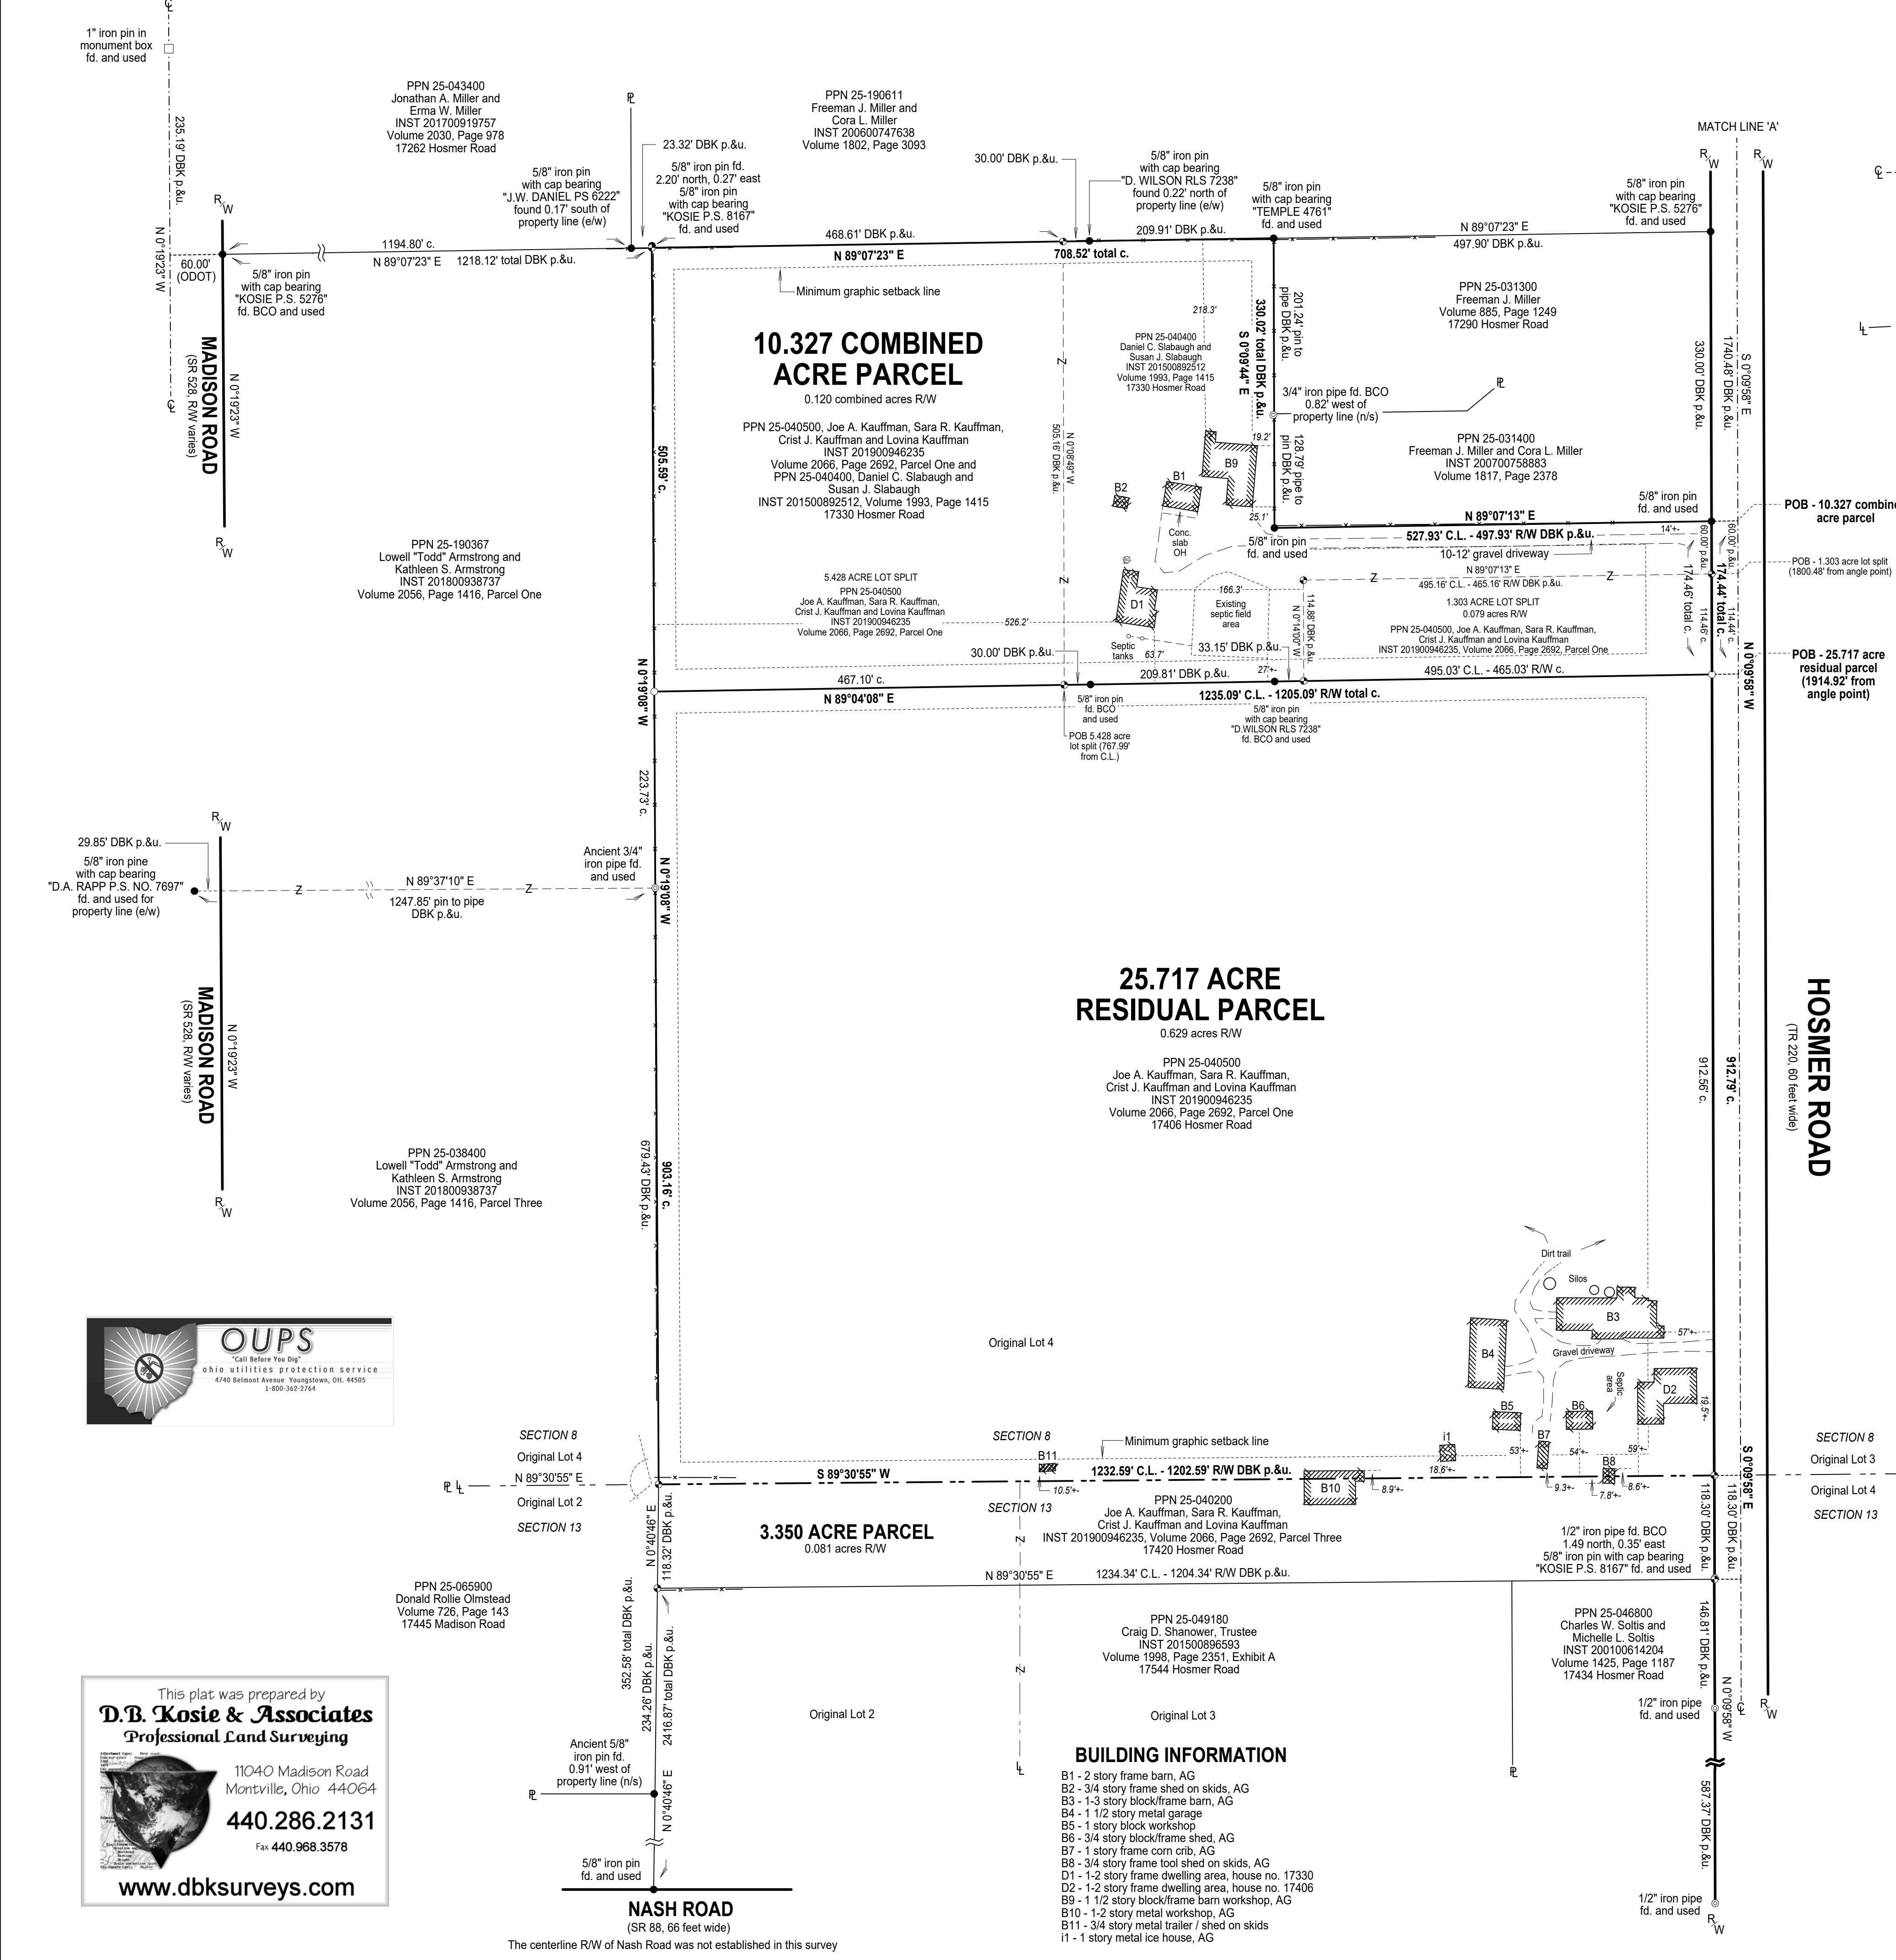 1" iron pin in
monument box
fd. and used
235.19' DBK p.&u.
N 0°19'23" W
60.00'
(ODOT)
R/W
MADISON ROAD
(SR 528, R/W varies)
N 0°19'23" W
R/W
5/8" iron pin
with cap bearing
"KOSIE P.S. 5276"
fd. BCO and used
PPN 25-043400
Jonathan A. Miller and
Erma W. Miller
INST 201700919757
Volume 2030, Page 978
17262 Hosmer Road
1194.80' c.
N 89°07'23" E 1218.12' total DBK p.&u.
5/8" iron pin
with cap bearing
"J.W. DANIEL PS 6222"
found 0.17' south of
property line (e/w)
23.32' DBK p.&u.
5/8" iron pin fd.
2.20' north, 0.27' east
5/8" iron pin
with cap bearing
"KOSIE P.S. 8167"
fd. and used
PPN 25-190611
Freeman J. Miller and
Cora L. Miller
INST 200600747638
Volume 1802, Page 3093
30.00' DBK p.&u.
5/8" iron pin
with cap bearing
"D. WILSON RLS 7238"
found 0.22' north of
property line (e/w)
5/8" iron pin
with cap bearing
"TEMPLE 4761"
fd. and used
468.61' DBK p.&u.
209.91' DBK p.&u.
N 89°07'23" E
708.52' total c.
N 89°07'23" E
497.90' DBK p.&u.
5/8" iron pin
with cap bearing
"KOSIE P.S. 5276"
fd. and used
MATCH LINE 'A'
R/W
R/W
Minimum graphic setback line
10.327 COMBINED
ACRE PARCEL
0.120 combined acres R/W
PPN 25-040500, Joe A. Kauffman, Sara R. Kauffman,
Crist J. Kauffman and Lovina Kauffman
INST 201900946235
Volume 2066, Page 2692, Parcel One and
PPN 25-040400, Daniel C. Slabaugh and
Susan J. Slabaugh
INST 201500892512, Volume 1993, Page 1415
17330 Hosmer Road
505.59' c.
N 0°08'49" W
505.16' DBK p.&u.
PPN 25-040400
Daniel C. Slabaugh and
Susan J. Slabaugh
INST 201500892512
Volume 1993, Page 1415
17330 Hosmer Road
218.3'
330.02' total DBK p.&u.
S 0°09'44" E
201.24' pin to
pipe DBK p.&u.
3/4" iron pipe fd. BCO
0.82' west of
property line (n/s)
128.79' pipe to
pin DBK p.&u.
PPN 25-031300
Freeman J. Miller
Volume 885, Page 1249
17290 Hosmer Road
PPN 25-031400
Freeman J. Miller and Cora L. Miller
INST 200700758883
Volume 1817, Page 2378
330.00' DBK p.&u.
1740.48' DBK p.&u.
S 0°09'58" E
5/8" iron pin
fd. and used
POB - 10.327 combine
acre parcel
19.2'
B9
B1
B2
25.1'
Conc.
slab
OH
5/8" iron pin
fd. and used
N 89°07'13" E
527.93' C.L. - 497.93' R/W DBK p.&u.
14'+-
10-12' gravel driveway
60.00' p.&u.
60.00' p.&u.
N 89°07'13" E
495.16' C.L. - 465.16' R/W DBK p.&u.
POB - 1.303 acre lot split
(1800.48' from angle point)
PPN 25-190367
Lowell "Todd" Armstrong and
Kathleen S. Armstrong
INST 201800938737
Volume 2056, Page 1416, Parcel One
5.428 ACRE LOT SPLIT
PPN 25-040500
Joe A. Kauffman, Sara R. Kauffman,
Crist J. Kauffman and Lovina Kauffman
INST 201900946235
Volume 2066, Page 2692, Parcel One
526.2'
D1
166.3'
Existing
septic field
area
114.88' DBK p.&u.
N 0°14'00" W
1.303 ACRE LOT SPLIT
0.079 acres R/W
PPN 25-040500, Joe A. Kauffman, Sara R. Kauffman,
Crist J. Kauffman and Lovina Kauffman
INST 201900946235, Volume 2066, Page 2692, Parcel One
174.46' total c.
114.46' c.
174.44' total c.
114.44' c.
Septic
tanks
63.7'
30.00' DBK p.&u.
33.15' DBK p.&u.
27'+-
467.10' c.
209.81' DBK p.&u.
495.03' C.L. - 465.03' R/W c.
N 89°04'08" E
1235.09' C.L. - 1205.09' R/W total c.
N 0°19'08" W
N 0°09'58" W
POB - 25.717 acre
residual parcel
(1914.92' from
angle point)
5/8" iron pin
fd. BCO
and used
POB 5.428 acre
lot split (767.99'
from C.L.)
5/8" iron pin
with cap bearing
"D.WILSON RLS 7238"
fd. BCO and used
223.73' c.
R/W
29.85' DBK p.&u.
5/8" iron pine
with cap bearing
"D.A. RAPP P.S. NO. 7697"
fd. and used for
property line (e/w)
N 89°37'10" E
1247.85' pin to pipe
DBK p.&u.
Ancient 3/4"
iron pipe fd.
and used
N 0°19'08" W
MADISON ROAD
(SR 528, R/W varies)
N 0°19'23" W
R/W
25.717 ACRE
RESIDUAL PARCEL
0.629 acres R/W
PPN 25-040500
Joe A. Kauffman, Sara R. Kauffman,
Crist J. Kauffman and Lovina Kauffman
INST 201900946235
Volume 2066, Page 2692, Parcel One
17406 Hosmer Road
912.56' c.
912.79' c.
HOSMER ROAD
(TR 220, 60 feet wide)
PPN 25-038400
Lowell "Todd" Armstrong and
Kathleen S. Armstrong
INST 201800938737
Volume 2056, Page 1416, Parcel Three
679.43' DBK p.&u.
903.16' c.
Dirt trail
Silos
B3
57'+-
Gravel driveway
B4
Septic
area
D2
19.5'+-
B5
B6
B7
B8
i1
53'+-
54'+-
59'+-
18.6'+-
Original Lot 4
OUPS
"Call Before You Dig"
ohio utilities protection service
4740 Belmont Avenue Youngstown, OH. 44505
1-800-362-2764
SECTION 8
Original Lot 4
N 89°30'55" E
Original Lot 2
SECTION 13
SECTION 8
B11
Minimum graphic setback line
S 89°30'55" W
1232.59' C.L. - 1202.59' R/W DBK p.&u.
10.5'+-
SECTION 13
B10
8.9'+-
9.3+-
7.8'+-
8.6'+-
S 0°09'58" E
SECTION 8
Original Lot 3
Original Lot 4
SECTION 13
N 0°40'46" E
118.32' DBK p.&u.
3.350 ACRE PARCEL
0.081 acres R/W
PPN 25-040200
Joe A. Kauffman, Sara R. Kauffman,
Crist J. Kauffman and Lovina Kauffman
INST 201900946235, Volume 2066, Page 2692, Parcel Three
17420 Hosmer Road
1/2" iron pipe fd. BCO
1.49 north, 0.35' east
5/8" iron pin with cap bearing
"KOSIE P.S. 8167" fd. and used
118.30' DBK p.&u.
118.30' DBK p.&u.
N 89°30'55" E
1234.34' C.L. - 1204.34' R/W DBK p.&u.
PPN 25-065900
Donald Rollie Olmstead
Volume 726, Page 143
17445 Madison Road
352.58' total DBK p.&u.
234.26' DBK p.&u.
2416.87' total DBK p.&u.
N 0°40'46" E
PPN 25-049180
Craig D. Shanower, Trustee
INST 201500896593
Volume 1998, Page 2351, Exhibit A
17544 Hosmer Road
PPN 25-046800
Charles W. Soltis and
Michelle L. Soltis
INST 200100614204
Volume 1425, Page 1187
17434 Hosmer Road
146.81' DBK p.&u.
N 0°09'58" W
1/2" iron pipe
fd. and used
R/W
587.37' DBK p.&u.
1/2" iron pipe
fd. and used
R/W
Original Lot 2
Original Lot 3
Ancient 5/8"
iron pin fd.
0.91' west of
property line (n/s)
5/8" iron pin
fd. and used
NASH ROAD
(SR 88, 66 feet wide)
The centerline R/W of Nash Road was not established in this survey
BUILDING INFORMATION
B1 - 2 story frame barn, AG
B2 - 3/4 story frame shed on skids, AG
B3 - 1-3 story block/frame barn, AG
B4 - 1 1/2 story metal garage
B5 - 1 story block workshop
B6 - 3/4 story block/frame shed, AG
B7 - 1 story frame corn crib, AG
B8 - 3/4 story frame tool shed on skids, AG
D1 - 1-2 story frame dwelling area, house no. 17330
D2 - 1-2 story frame dwelling area, house no. 17406
B9 - 1 1/2 story block/frame barn workshop, AG
B10 - 1-2 story metal workshop, AG
B11 - 3/4 story metal trailer / shed on skids
i1 - 1 story metal ice house, AG
This plat was prepared by
D.B. Kosie & Associates
Professional Land Surveying
11040 Madison Road
Montville, Ohio 44064
440.286.2131
Fax 440.968.3578
www.dbksurveys.com